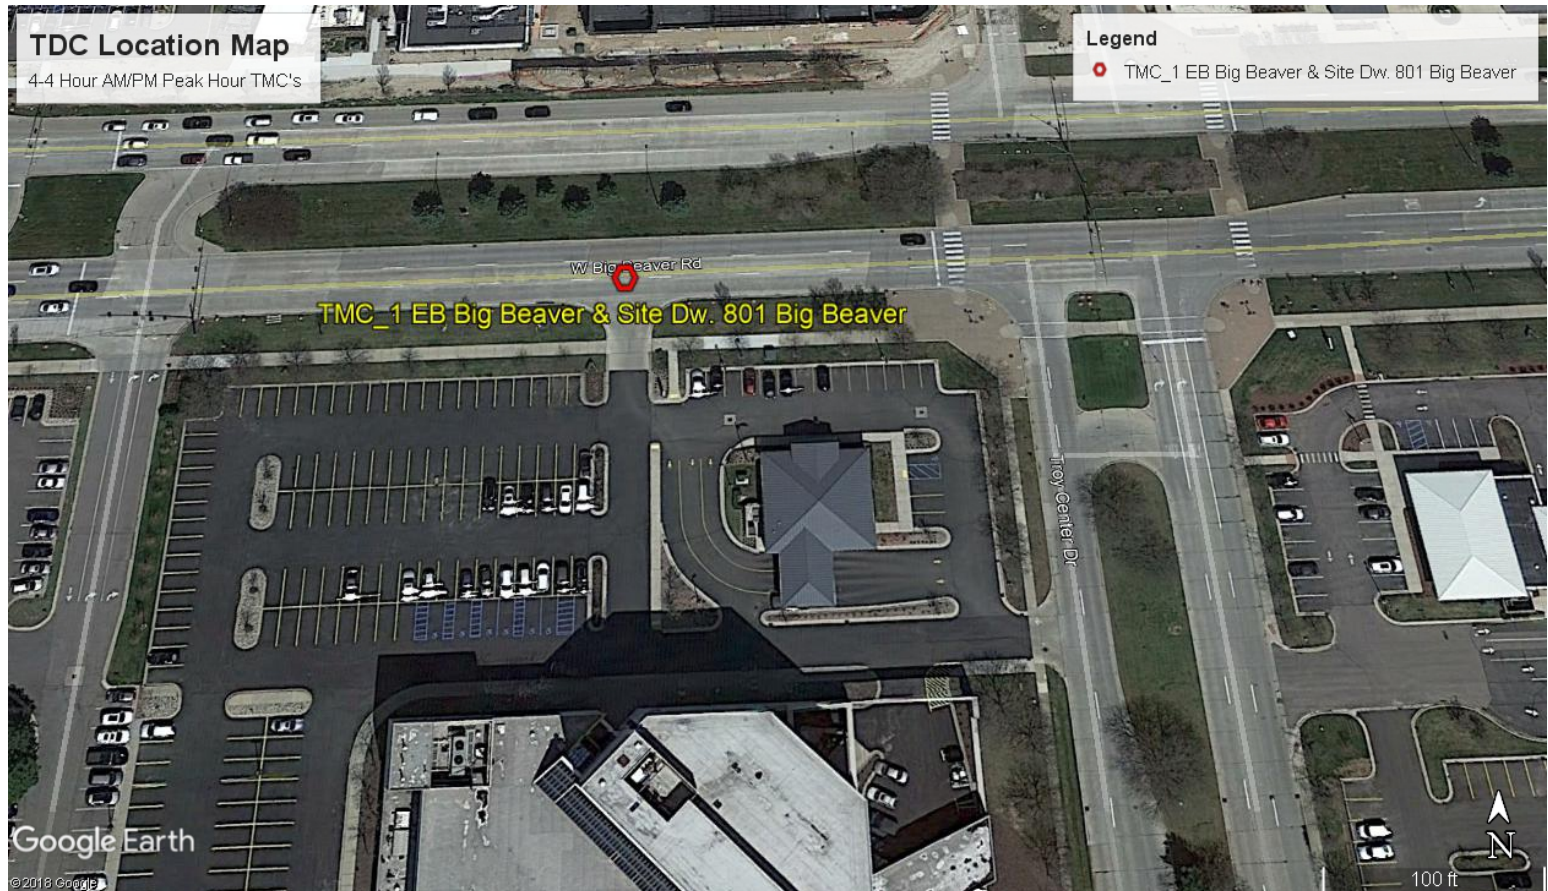 TDC Location Map
4-4 Hour AM/PM Peak Hour TMC's
Legend
TMC_1 EB Big Beaver & Site Dw. 801 Big Beaver
W Big Beaver Rd
TMC_1 EB Big Beaver & Site Dw. 801 Big Beaver
Troy Center Dr
Google Earth
© 2018 Google
N
100 ft